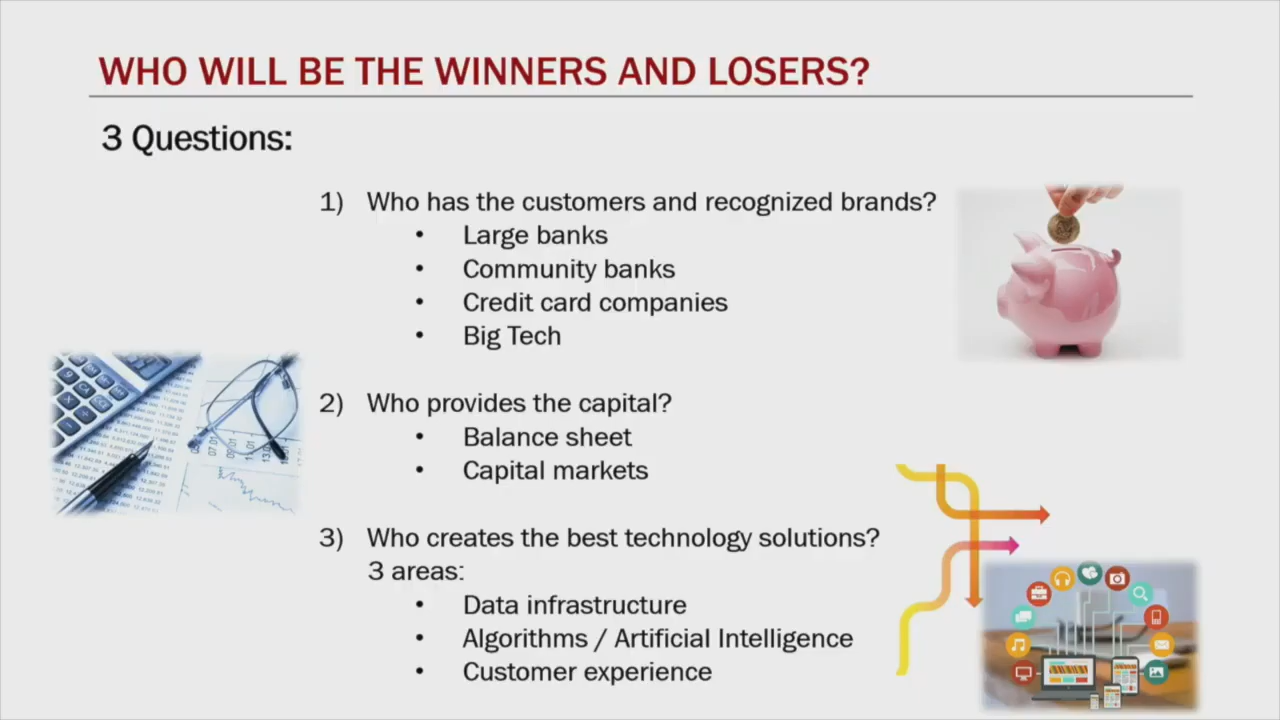 WHO WILL BE THE WINNERS AND LOSERS?
3 Questions:
1) Who has the customers and recognized brands?
• Large banks
• Community banks
• Credit card companies
• Big Tech
2) Who provides the capital?
• Balance sheet
• Capital markets
3) Who creates the best technology solutions?
3 areas:
• Data infrastructure
• Algorithms / Artificial Intelligence
• Customer experience